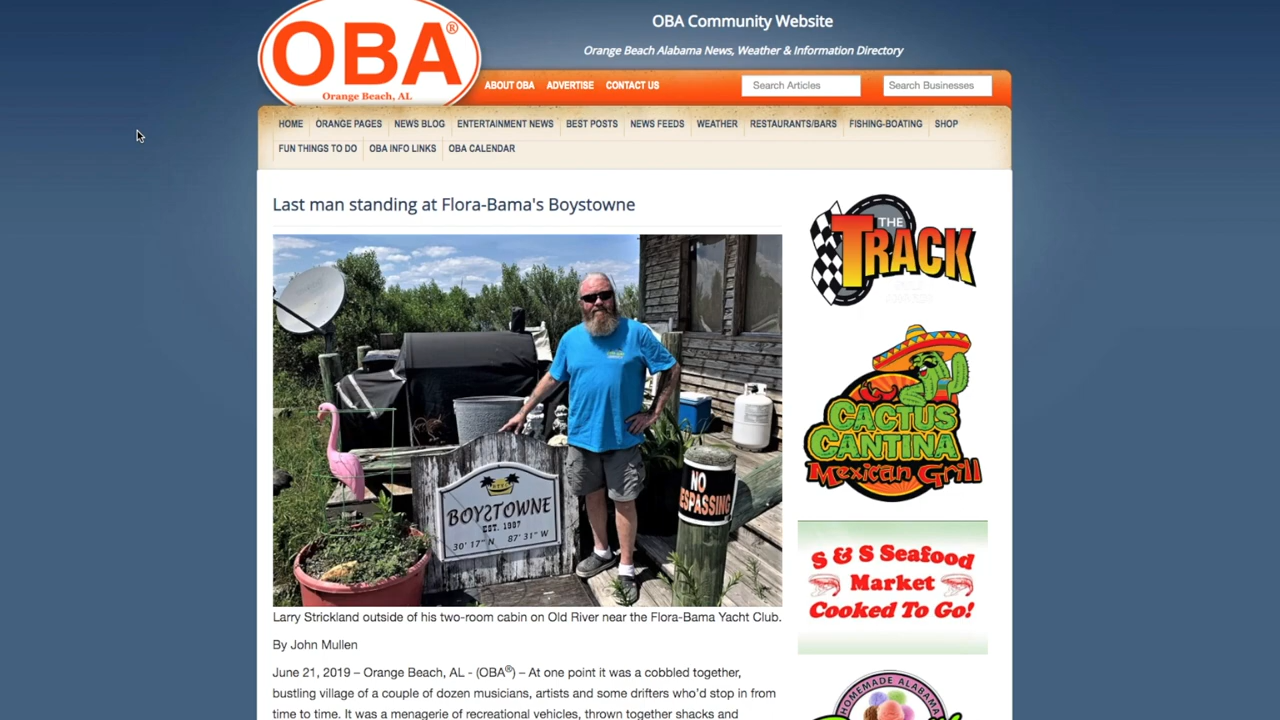 OBA®
Orange Beach, AL
OBA Community Website
Orange Beach Alabama News, Weather & Information Directory
ABOUT OBA ADVERTISE CONTACT US Search Articles Search Businesses
HOME ORANGE PAGES NEWS BLOG ENTERTAINMENT NEWS BEST POSTS NEWS FEEDS WEATHER RESTAURANTS/BARS FISHING-BOATING SHOP
FUN THINGS TO DO OBA INFO LINKS OBA CALENDAR
Last man standing at Flora-Bama's Boystowne
BOYSTOWNE
EST. 1987
30' 17" N 87' 31" W
NO
ESPASSING
Larry Strickland outside of his two-room cabin on Old River near the Flora-Bama Yacht Club.
By John Mullen
June 21, 2019 – Orange Beach, AL - (OBA®) – At one point it was a cobbled together,
bustling village of a couple of dozen musicians, artists and some drifters who'd stop in from
time to time. It was a menagerie of recreational vehicles, thrown together shacks and
THE
TRACK
CACTUS
CANTINA
Mexican Grill
S & S Seafood
Market
Cooked To Go!
HOMEMADE ALABAMA